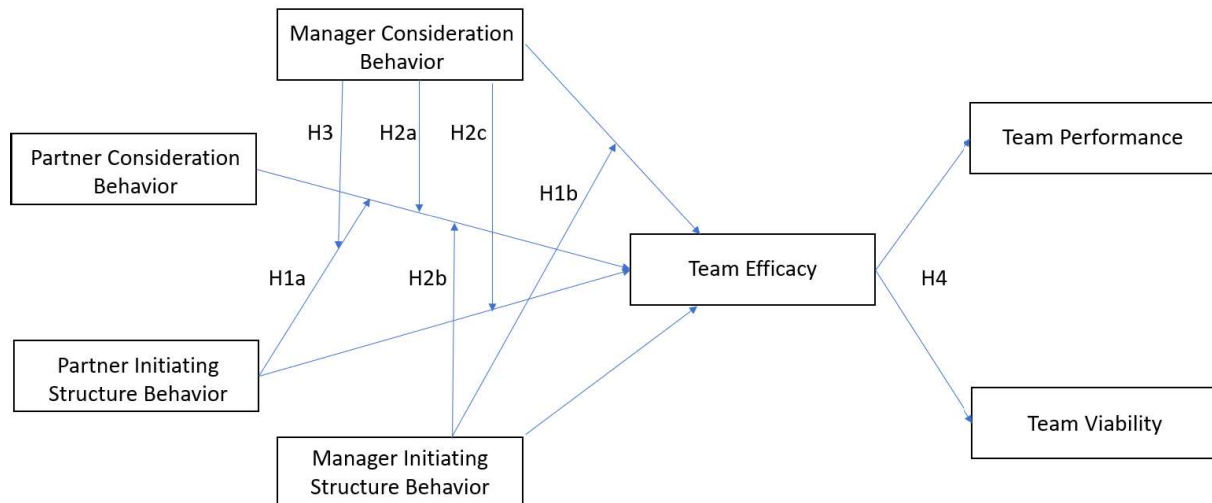 Manager Consideration
Behavior
H3
H2a
H2c
Partner Consideration
Behavior
H1b
Team Performance
H1a
H2b
Team Efficacy
H4
Partner Initiating
Structure Behavior
Manager Initiating
Structure Behavior
Team Viability